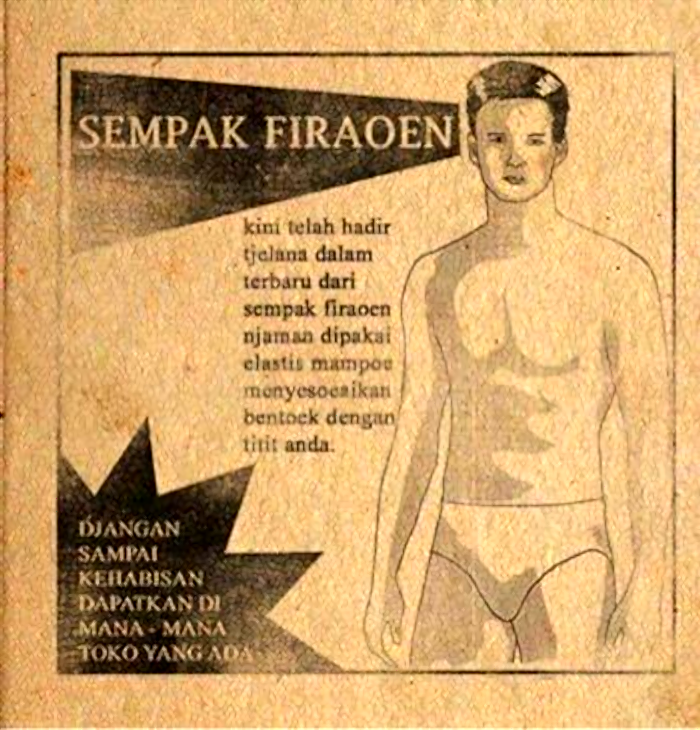 SEMPAK FIRAOEN
kini telah hadir
tjelana dalam
terbaru dari
sempak firaoen
njaman dipakai
elastis mampoe
menyesoeaikan
bentoek dengan
titit anda.
DJANGAN
SAMPAI
KEHABISAN
DAPATKAN DI
MANA - MANA
TOKO YANG ADA